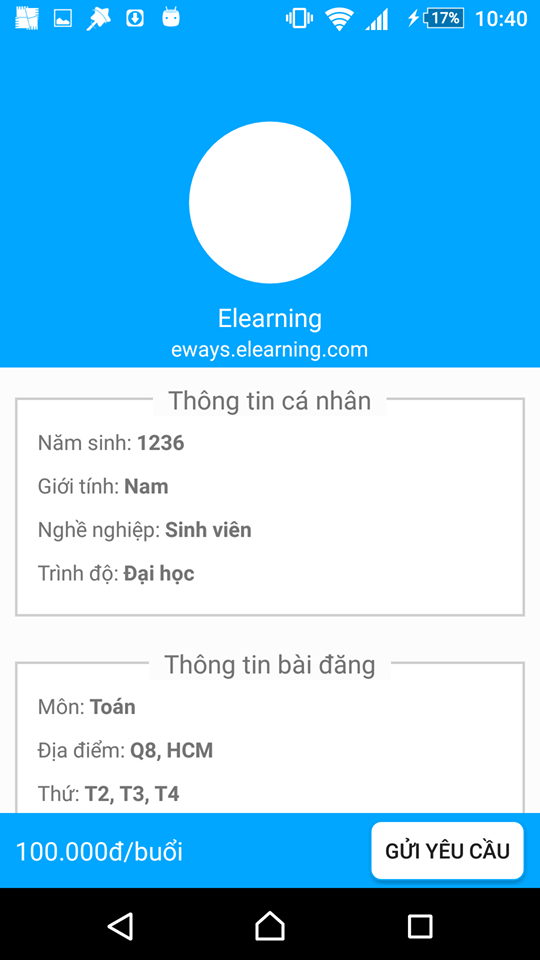 17% 10:40
Elearning
eways.elearning.com
Thông tin cá nhân
Năm sinh: 1236
Giới tính: Nam
Nghề nghiệp: Sinh viên
Trình độ: Đại học
Thông tin bài đăng
Môn: Toán
Địa điểm: Q8, HCM
Thứ: T2, T3, T4
100.000đ/buổi GỬI YÊU CẦU